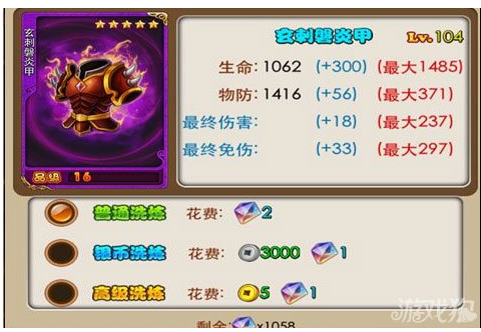 玄刺磐炎甲
品级 16
玄刺磐炎甲 Lv.104
生命: 1062 (+300) (最大1485)
物防: 1416 (+56) (最大371)
最终伤害: (+18) (最大237)
最终免伤: (+33) (最大297)
普通洗炼 花费: 2
银币洗炼 花费: 3000 1
高级洗炼 花费: 5 1
剩余: x1058
游戏狗